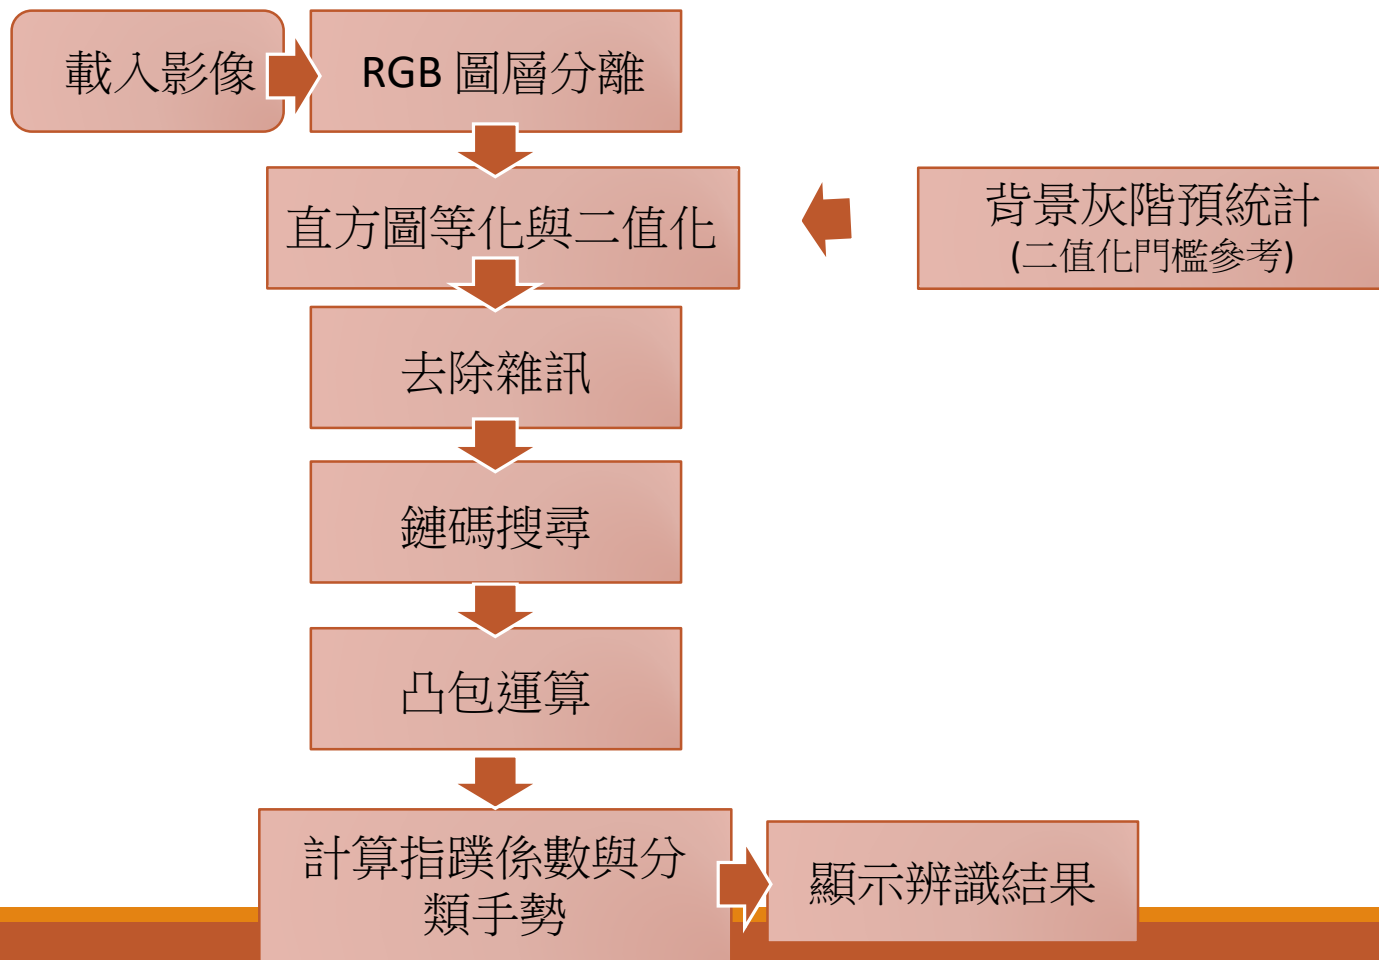 載入影像
RGB 圖層分離
直方圖等化與二值化
背景灰階預統計
(二值化門檻參考)
去除雜訊
鏈碼搜尋
凸包運算
計算指蹼係數與分
類手勢
顯示辨識結果